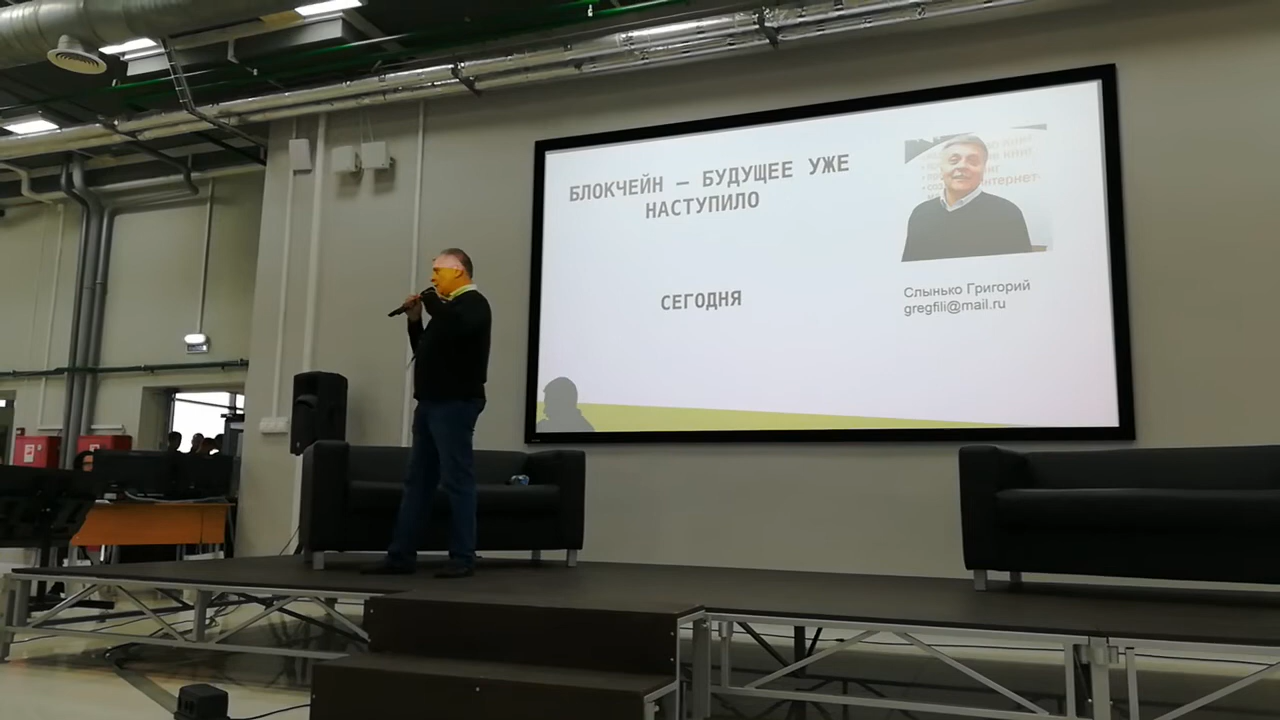 БЛОКЧЕЙН – БУДУЩЕЕ УЖЕ
НАСТУПИЛО
СЕГОДНЯ
Слынько Григорий
gregfili@mail.ru